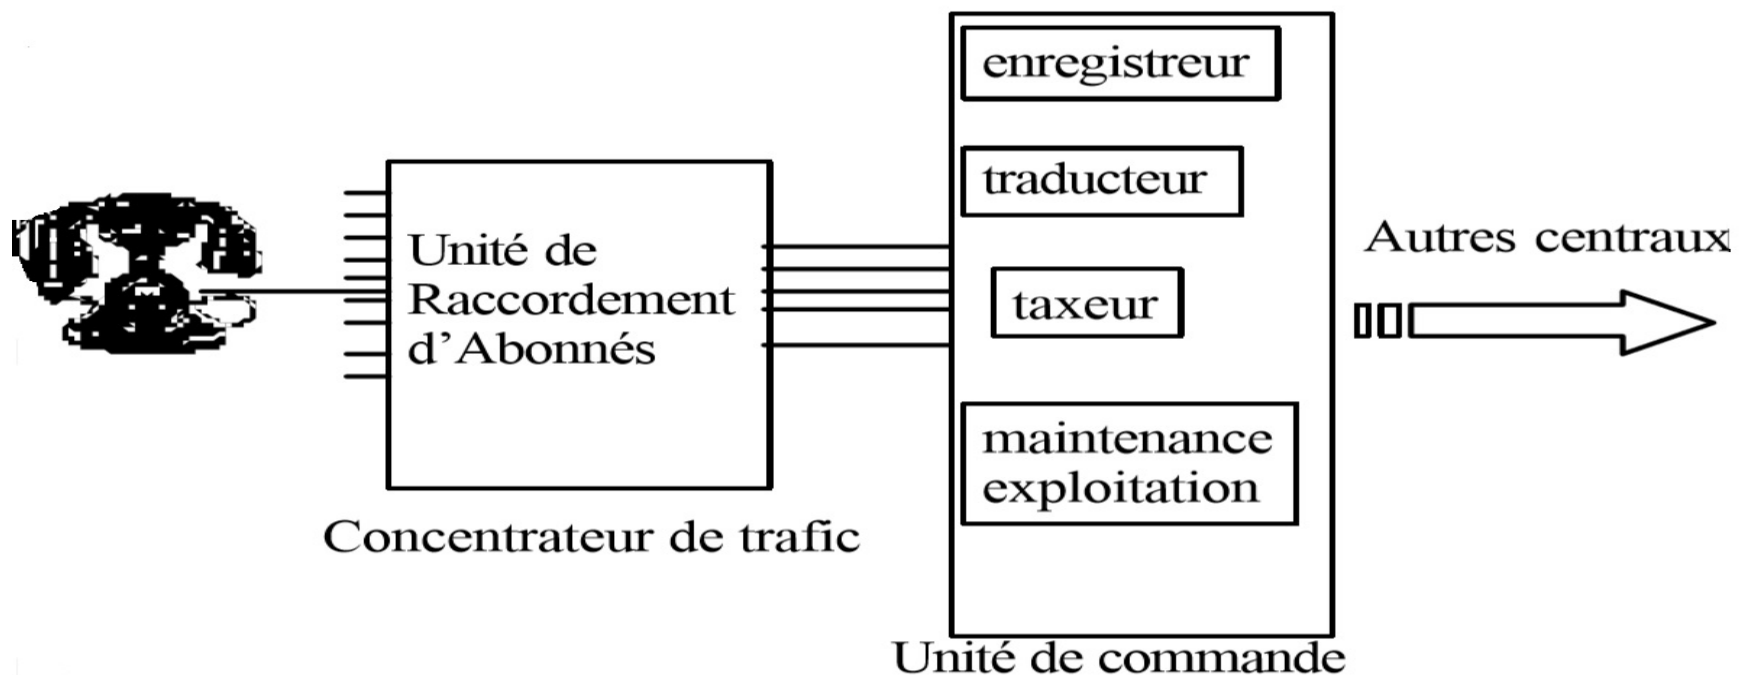 enregistreur
traducteur
Autres centraux
Unité de
Raccordement
d'Abonnés
taxeur
maintenance
exploitation
Concentrateur de trafic
Unité de commande